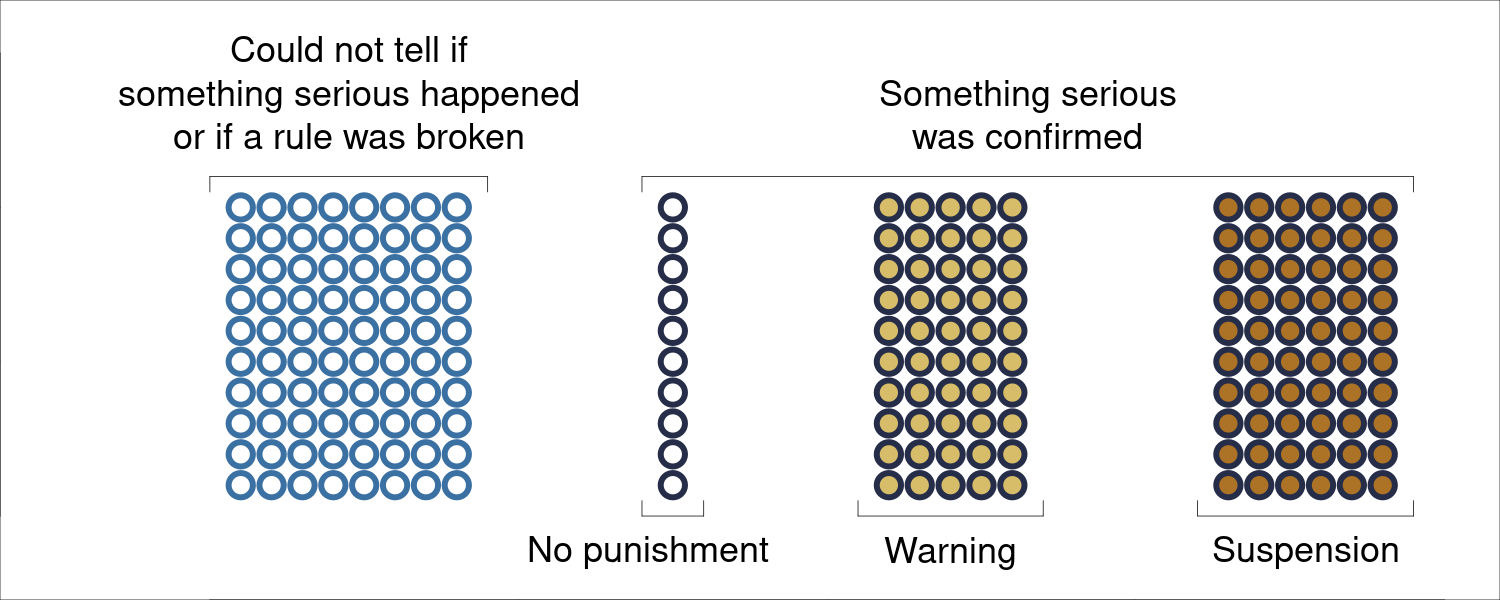 Could not tell if
something serious happened
or if a rule was broken
Something serious
was confirmed
No punishment
Warning
Suspension